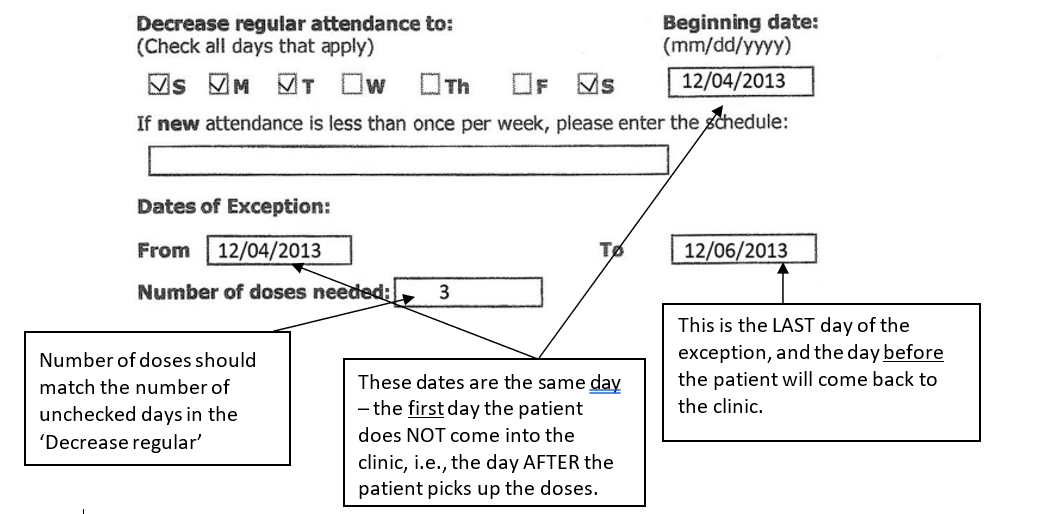 Decrease regular attendance to: Beginning date:
(Check all days that apply) (mm/dd/yyyy)
☑S ☑M ☑T ☐W ☐Th ☐F ☑S 12/04/2013
If new attendance is less than once per week, please enter the schedule:
Dates of Exception:
From 12/04/2013 To 12/06/2013
Number of doses needed: 3
Number of doses should
match the number of
unchecked days in the
‘Decrease regular’
These dates are the same day
– the first day the patient
does NOT come into the
clinic, i.e., the day AFTER the
patient picks up the doses.
This is the LAST day of the
exception, and the day before
the patient will come back to
the clinic.